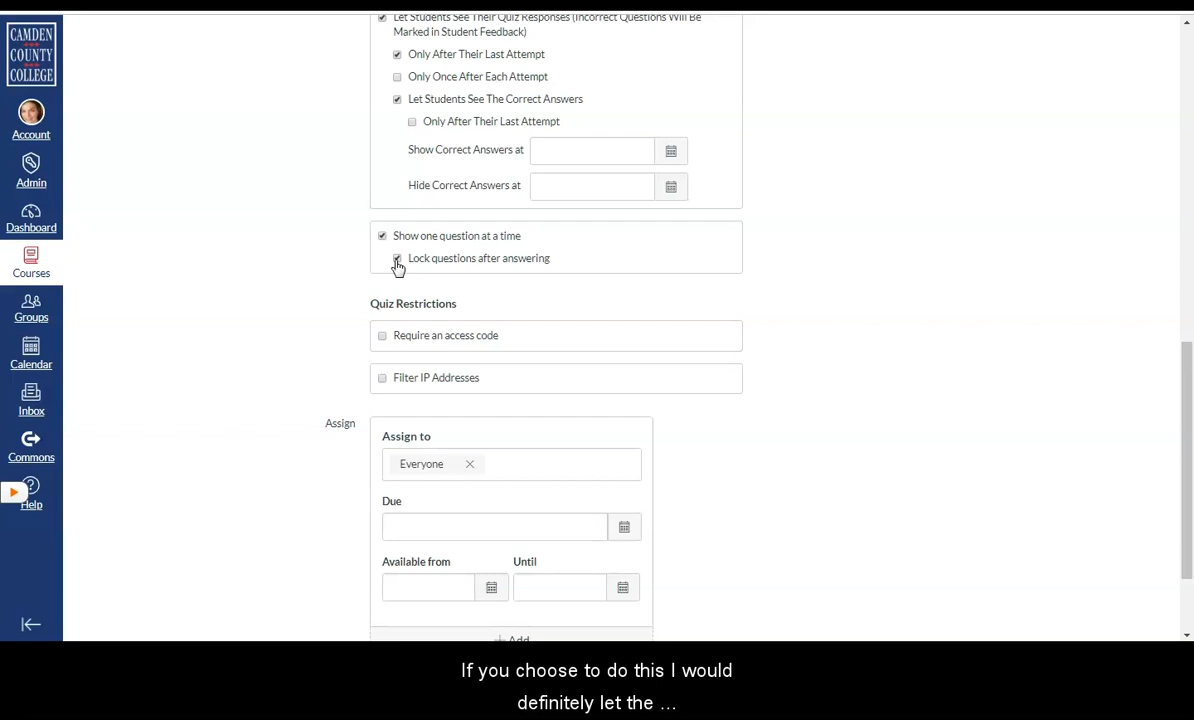 CAMDEN
COUNTY
COLLEGE
Account
Admin
Dashboard
Courses
Groups
Calendar
Inbox
Commons
Help
Let Students See Their Quiz Responses (Incorrect Questions Will Be
Marked in Student Feedback)
Only After Their Last Attempt
Only Once After Each Attempt
Let Students See The Correct Answers
Only After Their Last Attempt
Show Correct Answers at
Hide Correct Answers at
Show one question at a time
Lock questions after answering
Quiz Restrictions
Require an access code
Filter IP Addresses
Assign
Assign to
Everyone
Due
Available from
Until
+ Add
If you choose to do this I would
definitely let the ...